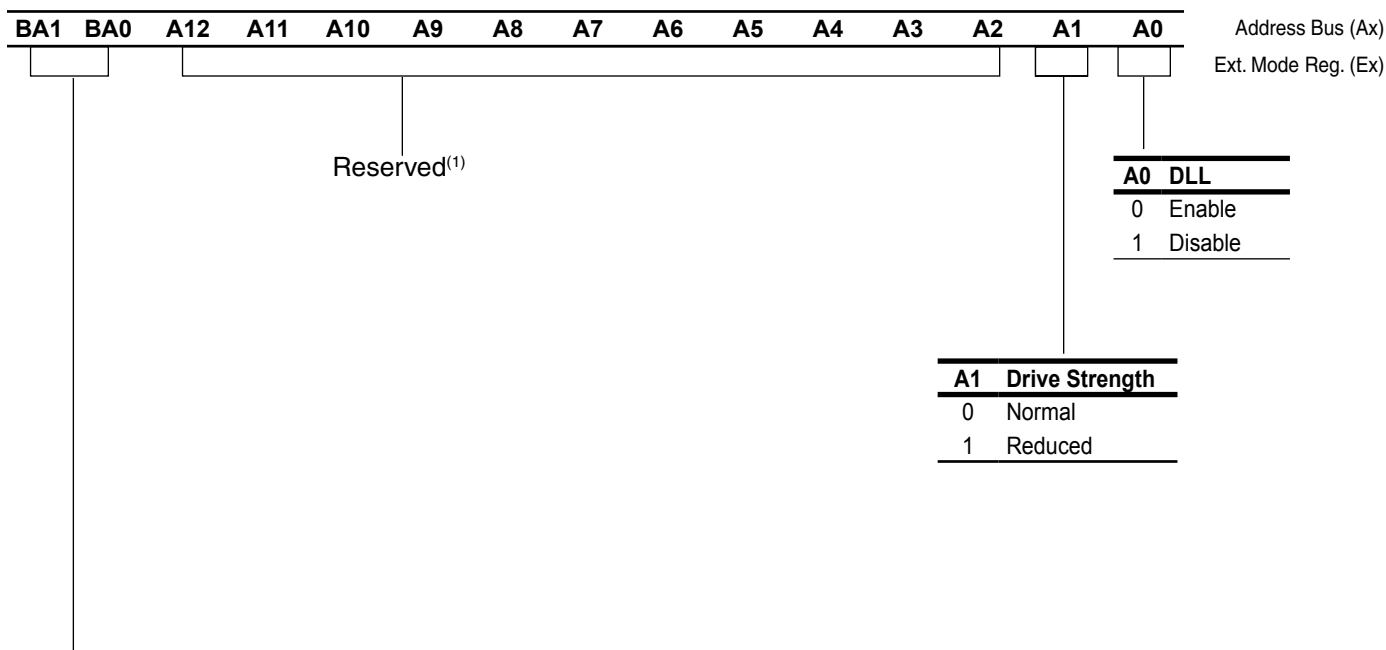 BA1 BA0 A12 A11 A10 A9 A8 A7 A6 A5 A4 A3 A2 A1 A0 Address Bus (Ax)
Ext. Mode Reg. (Ex)
Reserved(1)
A0 DLL
0 Enable
1 Disable
A1 Drive Strength
0 Normal
1 Reduced